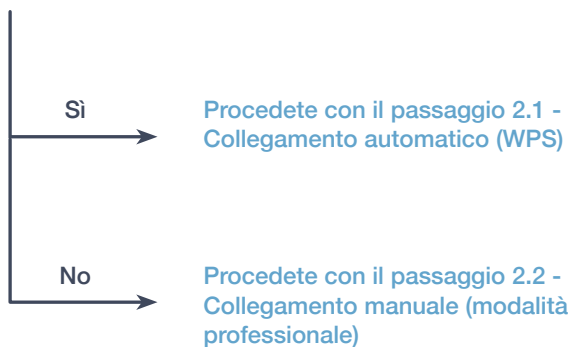 Sì
Procedete con il passaggio 2.1 -
Collegamento automatico (WPS)
No
Procedete con il passaggio 2.2 -
Collegamento manuale (modalità
professionale)